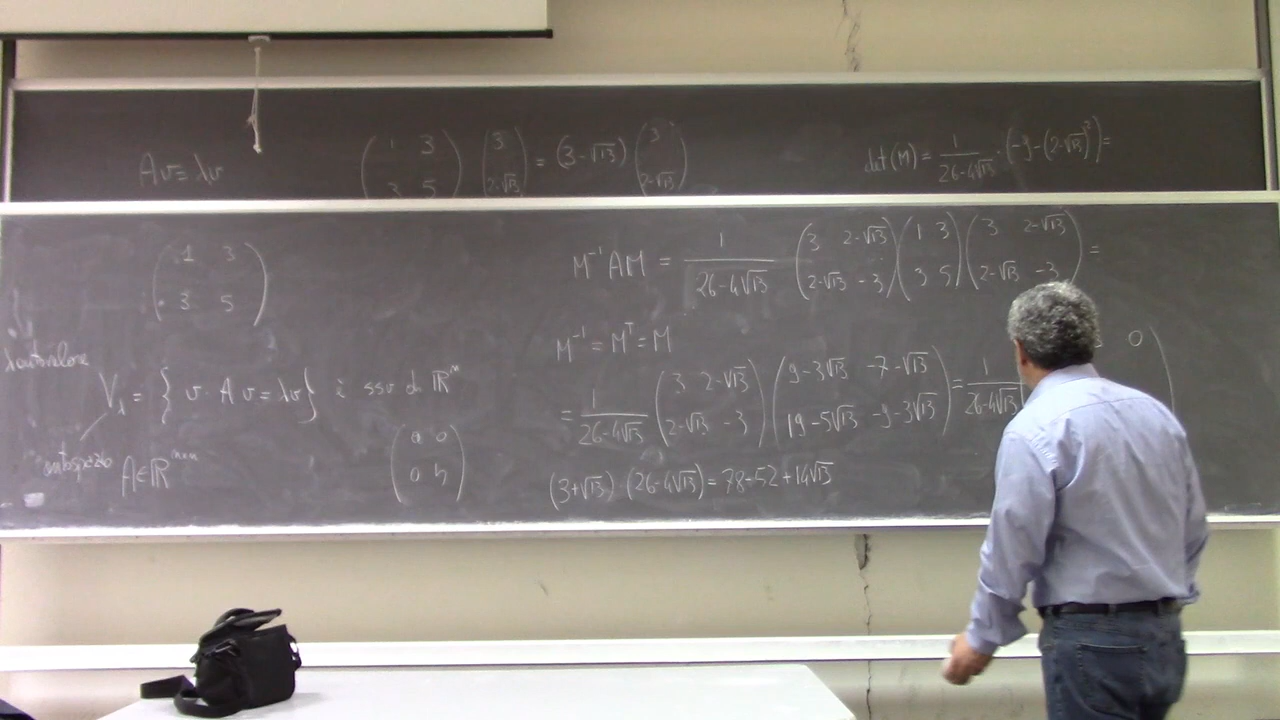 Av = λv
(1 3; 3 5) (3; 2-√13) = (3-√13) (3; 2-√13)
det(M) = 1/(26-4√13) · (-9-(2-√13)²) =
(1 3; 3 5)
V_λ = { v · Av = λv } è ssv di ℝⁿ
autospazio A∈ℝⁿˣⁿ
(a 0; 0 b)
M⁻¹AM = 1/(26-4√13) (3 2-√13; 2-√13 -3) (1 3; 3 5) (3 2-√13; 2-√13 -3) =
M⁻¹ = Mᵀ = M
= 1/(26-4√13) (3 2-√13; 2-√13 -3) (9-3√13 -7-√13; 19-5√13 -9-3√13) = 1/(26-4√13)
0
(3+√13) · (26-4√13) = 78-52+14√13